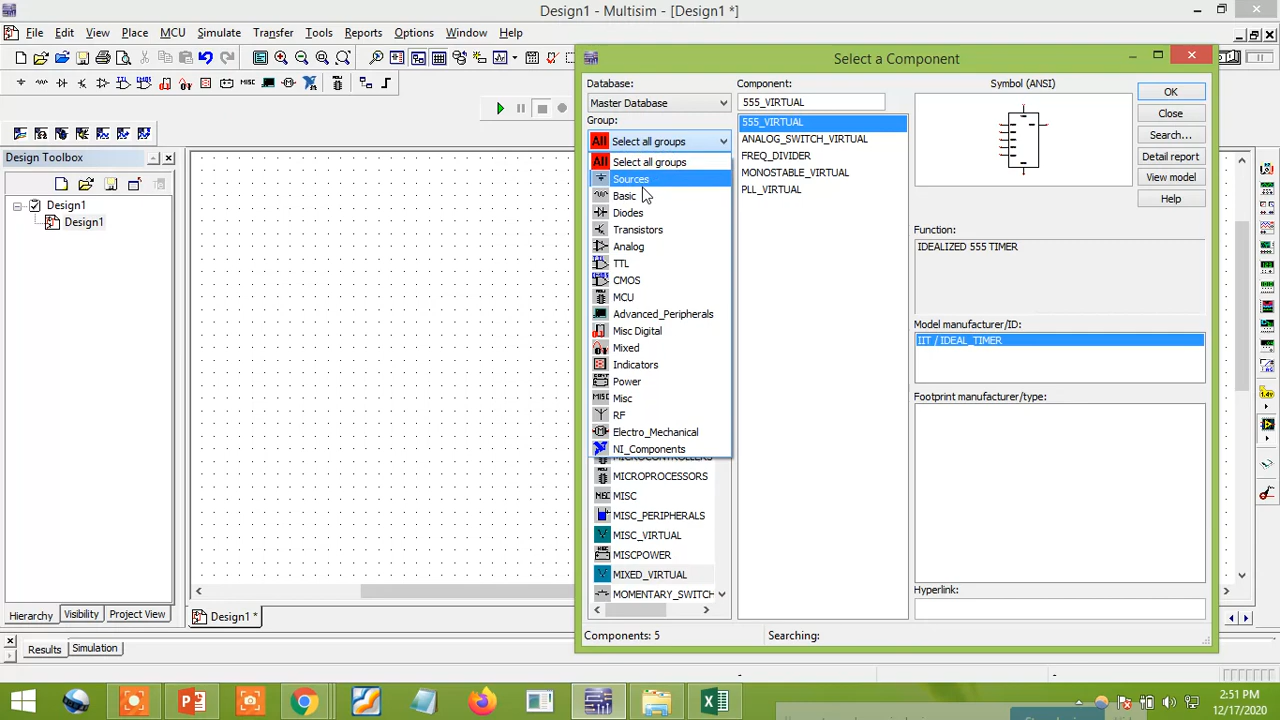 Design1 - Multisim - [Design1 *]
File Edit View Place MCU Simulate Transfer Tools Reports Options Window Help
Design Toolbox
Design1
Design1
Hierarchy Visibility Project View
Design1 *
Results Simulation
Select a Component
Database:
Master Database
Group:
All Select all groups
All Select all groups
Sources
Basic
Diodes
Transistors
Analog
TTL
CMOS
MCU
Advanced_Peripherals
Misc Digital
Mixed
Indicators
Power
Misc
RF
Electro_Mechanical
NI_Components
MICROCONTROLLERS
MICROPROCESSORS
MISC
MISC_PERIPHERALS
MISC_VIRTUAL
MISCPOWER
MIXED_VIRTUAL
MOMENTARY_SWITCH
Components: 5
Searching:
Component:
555_VIRTUAL
555_VIRTUAL
ANALOG_SWITCH_VIRTUAL
FREQ_DIVIDER
MONOSTABLE_VIRTUAL
PLL_VIRTUAL
Symbol (ANSI)
OK
Close
Search...
Detail report
View model
Help
Function:
IDEALIZED 555 TIMER
Model manufacturer/ID:
IIT / IDEAL_TIMER
Footprint manufacturer/type:
Hyperlink:
2:51 PM
12/17/2020